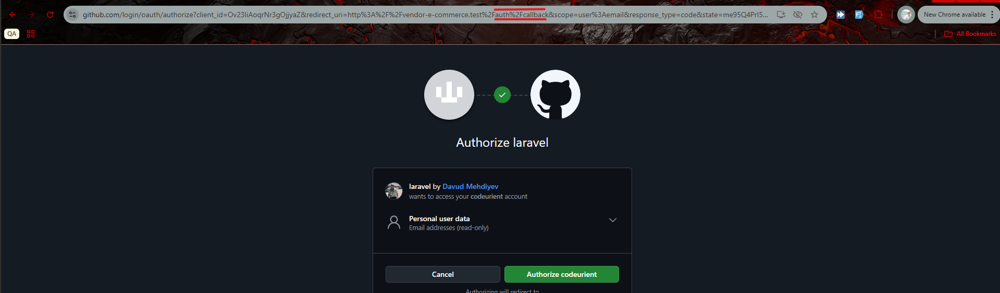 github.com/login/oauth/authorize?client_id=Ov23liAoqrNr3gOjjyaZ&redirect_uri=http%3A%2F%2Fvendor-e-commerce.test%2Fauth%2Fcallback&scope=user%3Aemail&response_type=code&state=me95Q4PrI5...
New Chrome available
QA
All Bookmarks
Authorize laravel
laravel by Davud Mehdiyev
wants to access your codeurient account
Personal user data
Email addresses (read-only)
Cancel
Authorize codeurient
Authorizing will redirect to